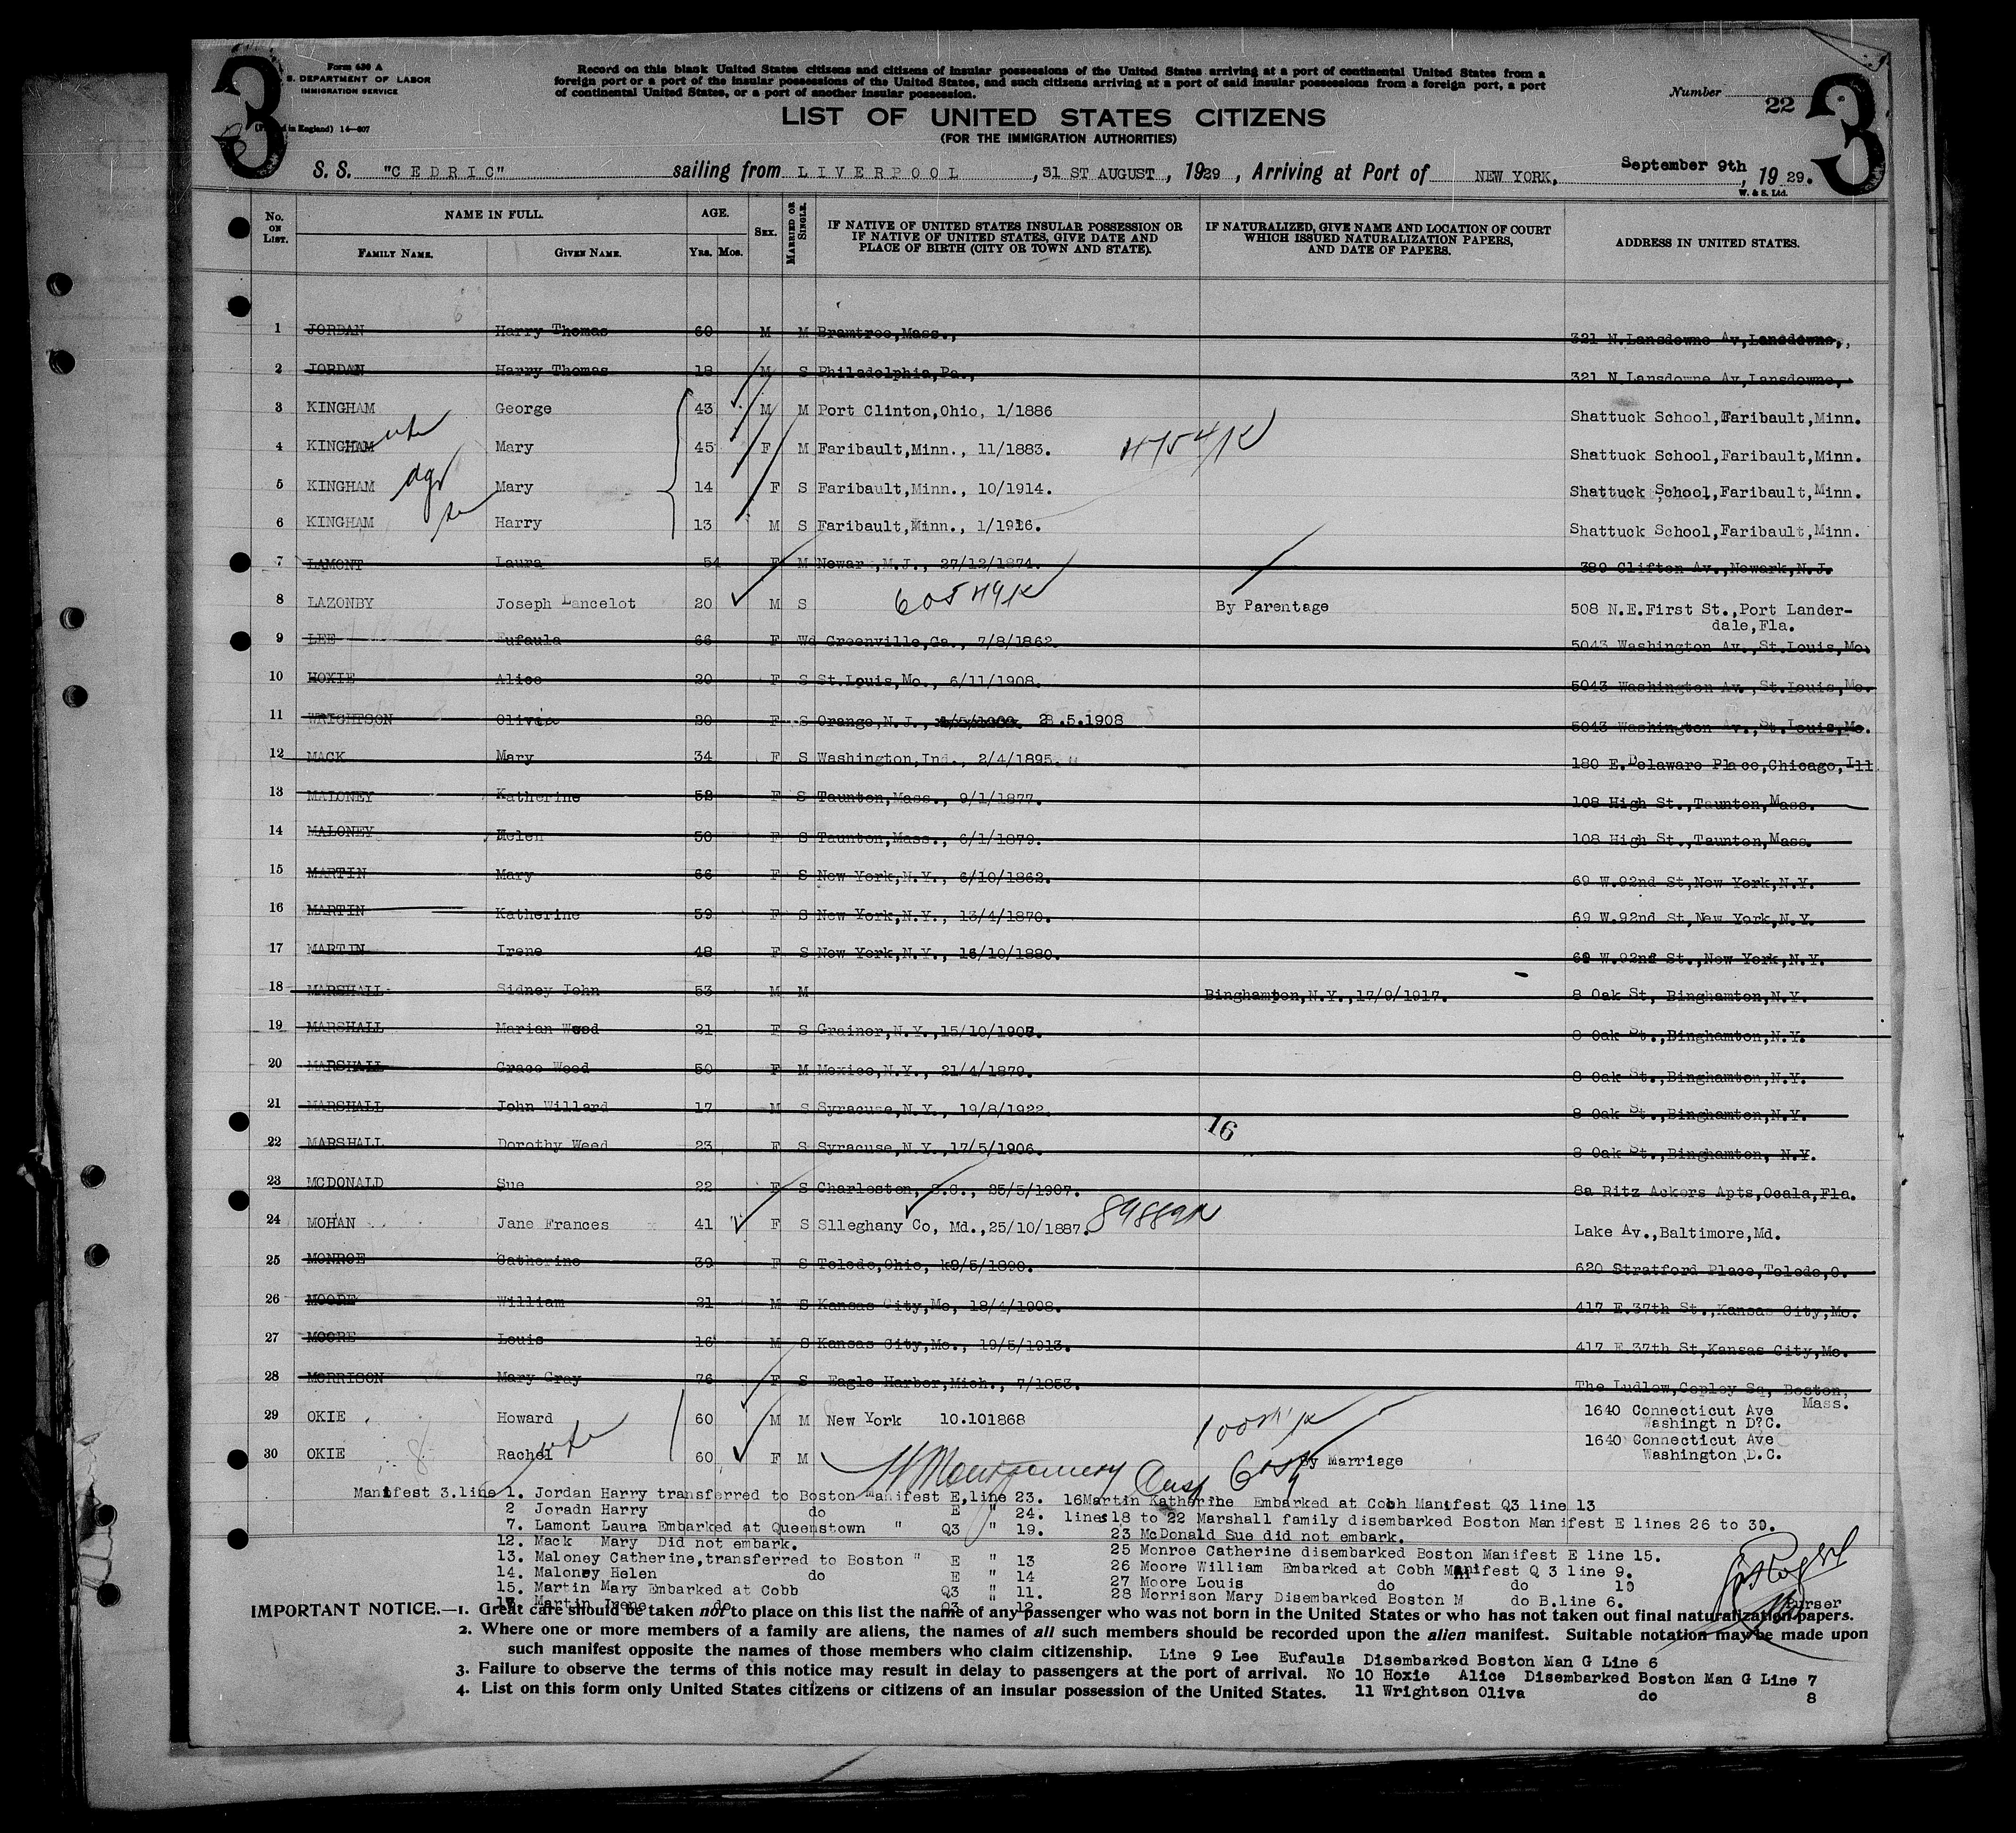 3
Form 630 A
S. DEPARTMENT OF LABOR
IMMIGRATION SERVICE
in England) 14—607
Record on this blank United States citizens and citizens of insular possessions of the United States arriving at a port of continental United States from a
foreign port or a port of the insular possessions of the United States, and such citizens arriving at a port of said insular possessions from a foreign port, a port
of continental United States, or a port of another insular possession.
LIST OF UNITED STATES CITIZENS
(FOR THE IMMIGRATION AUTHORITIES)
Number 22
3
S. S. "CEDRIC" sailing from LIVERPOOL, 31 ST AUGUST, 1929, Arriving at Port of NEW YORK, September 9th, 1929.
W. & S. Ltd.
No. ON LIST. NAME IN FULL. AGE. SEX. MARRIED OR SINGLE. IF NATIVE OF UNITED STATES INSULAR POSSESSION OR IF NATIVE OF UNITED STATES, GIVE DATE AND PLACE OF BIRTH (CITY OR TOWN AND STATE). IF NATURALIZED, GIVE NAME AND LOCATION OF COURT WHICH ISSUED NATURALIZATION PAPERS, AND DATE OF PAPERS. ADDRESS IN UNITED STATES.
FAMILY NAME. GIVEN NAME. YRS. MOS.
1 JORDAN Harry Thomas 60 M M Bramtree,Mass., 321 N.Lansdowne Av,Lansdowne,,
2 JORDAN Harry Thomas 18 M S Philadelphia,Pa., 321 N.Lansdowne Av,Lansdowne,
3 KINGHAM George 43 M M Port Clinton,Ohio, 1/1886 Shattuck School,Faribault,Minn.
4 KINGHAM wfe Mary 45 F M Faribault,Minn., 11/1883. 4754/K Shattuck School,Faribault,Minn.
5 KINGHAM dgr Mary 14 F S Faribault,Minn., 10/1914. Shattuck School,Faribault,Minn.
6 KINGHAM Harry 13 M S Faribault,Minn., 1/1916. Shattuck School,Faribault,Minn.
7 LAMONT Laura 54 F M Newar ,N.J., 27/12/1874. 380 Clifton Av.,Newark,N.J.
8 LAZONBY Joseph Lancelot 20 M S By Parentage 508 N.E.First St.,Port Lander-
dale,Fla.
9 LEE Eufaula 66 F Wd Greenville,Ga., 7/8/1862. 5043 Washington Av.,St.Louis,Mo.
10 HOXIE Alice 20 F S St.Louis,Mo., 6/11/1908. 5043 Washington Av.,St.Louis,Mo.
11 WRIGHTSON Olivia 20 F S Orange,N.J., 28.5.1908 5043 Washington Av.,St.Louis,Mo.
12 MACK Mary 34 F S Washington,Ind., 2/4/1895. 180 E.Delaware Place,Chicago,Ill
13 MALONEY Katherine 52 F S Taunton,Mass., 9/1/1877. 108 High St.,Taunton,Mass.
14 MALONEY Helen 50 F S Taunton,Mass., 6/1/1879. 108 High St.,Taunton,Mass.
15 MARTIN Mary 66 F S New York,N.Y., 6/10/1862. 69 W.92nd St,New York,N.Y.
16 MARTIN Katherine 59 F S New York,N.Y., 13/4/1870. 69 W.92nd St,New York,N.Y.
17 MARTIN Irene 48 F S New York,N.Y., 16/10/1880. 69 W.92nd St.,New York,N.Y.
18 MARSHALL Sidney John 53 M M Binghampton,N.Y.,17/9/1917. 8 Oak St, Binghamton,N.Y.
19 MARSHALL Marian Weed 21 F S Grainor,N.Y.,15/10/1907. 8 Oak St.,Binghamton,N.Y.
20 MARSHALL Grace Weed 50 F M Mexico,N.Y., 21/4/1879. 8 Oak St.,Binghamton,N.Y.
21 MARSHALL John Willard 17 M S Syracuse,N.Y., 19/8/1922. 8 Oak St.,Binghamton,N.Y.
16
22 MARSHALL Dorothy Weed 23 F S Syracuse,N.Y.,17/5/1906. 8 Oak St.,Binghamton, N.Y.
23 MCDONALD Sue 22 F S Charleston, S.C., 25/5/1907. 8a Ritz Ackers Apts,Ocala,Fla.
24 MOHAN Jane Frances 41 F S Slleghany Co, Md.,25/10/1887. Lake Av.,Baltimore,Md.
25 MONROE Catherine 39 F S Toledo,Ohio, k9/5/1890. 620 Stratford Place,Toledo,O.
26 MOORE William 21 M S Kansas City,Mo, 18/4/1908. 417 E.37th St.,Kansas City,Mo.
27 MOORE Louis 16 M S Kansas City,Mo., 19/5/1913. 417 E.37th St,Kansas City,Mo.
28 MORRISON Mary Gray 76 F S Eagle Harbor,Mich., 7/1853. The Ludlow,Copley Sq, Boston,
Mass.
29 OKIE Howard 60 M M New York 10.101868 1640 Connecticut Ave
Washingt n D?C.
30 OKIE Rachel wfe 60 F M By Marriage 1640 Connecticut Ave
Washington D.C.
H Montgomery
Manifest 3.line 1. Jordan Harry transferred to Boston Manifest E,line 23. 16Martin Katherine Embarked at Cobh Manifest Q3 line 13
2 Joradn Harry do E " 24. lines18 to 22 Marshall family disembarked Boston Manifest E lines 26 to 30.
7. Lamont Laura Embarked at Queenstown " Q3 " 19. 23 McDonald Sue did not embark.
12. Mack Mary Did not embark.
25 Monroe Catherine disembarked Boston Manifest E line 15.
13. Maloney Catherine,transferred to Boston " E " 13 26 Moore William Embarked at Cobh Manifest Q 3 line 9.
14. Maloney Helen do E " 14 27 Moore Louis do do 10
15. Martin Mary Embarked at Cobb Q3 " 11. 28 Morrison Mary Disembarked Boston M do B.line 6.
17. Martin Irene do Q3 " 12.
Purser
IMPORTANT NOTICE.—1. Great care should be taken not to place on this list the name of any passenger who was not born in the United States or who has not taken out final naturalization papers.
2. Where one or more members of a family are aliens, the names of all such members should be recorded upon the alien manifest. Suitable notation may be made upon
such manifest opposite the names of those members who claim citizenship. Line 9 Lee Eufaula Disembarked Boston Man G Line 6
3. Failure to observe the terms of this notice may result in delay to passengers at the port of arrival. No 10 Hoxie Alice Disembarked Boston Man G Line 7
4. List on this form only United States citizens or citizens of an insular possession of the United States. 11 Wrightson Oliva do 8